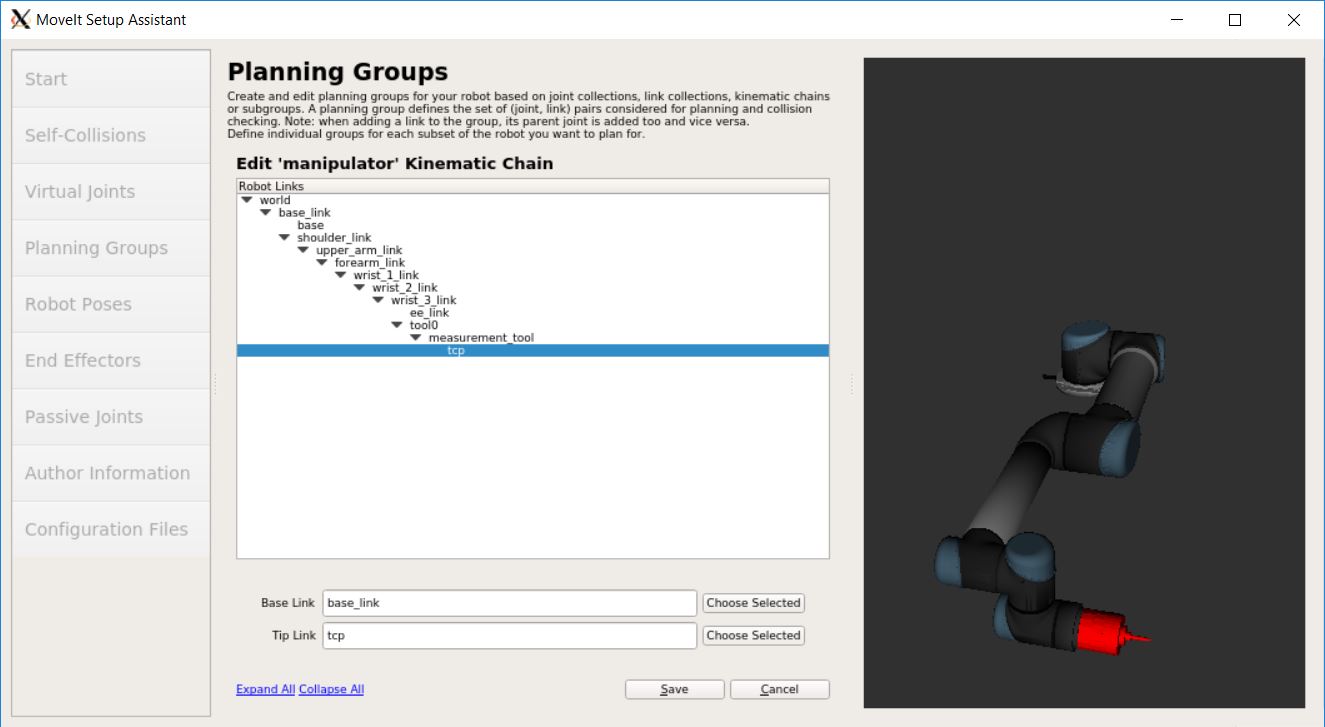 MoveIt Setup Assistant
Start
Self-Collisions
Virtual Joints
Planning Groups
Robot Poses
End Effectors
Passive Joints
Author Information
Configuration Files
Planning Groups
Create and edit planning groups for your robot based on joint collections, link collections, kinematic chains
or subgroups. A planning group defines the set of (joint, link) pairs considered for planning and collision
checking. Note: when adding a link to the group, its parent joint is added too and vice versa.
Define individual groups for each subset of the robot you want to plan for.
Edit 'manipulator' Kinematic Chain
Robot Links
world
base_link
base
shoulder_link
upper_arm_link
forearm_link
wrist_1_link
wrist_2_link
wrist_3_link
ee_link
tool0
measurement_tool
tcp
Base Link base_link Choose Selected
Tip Link tcp Choose Selected
Expand All Collapse All Save Cancel